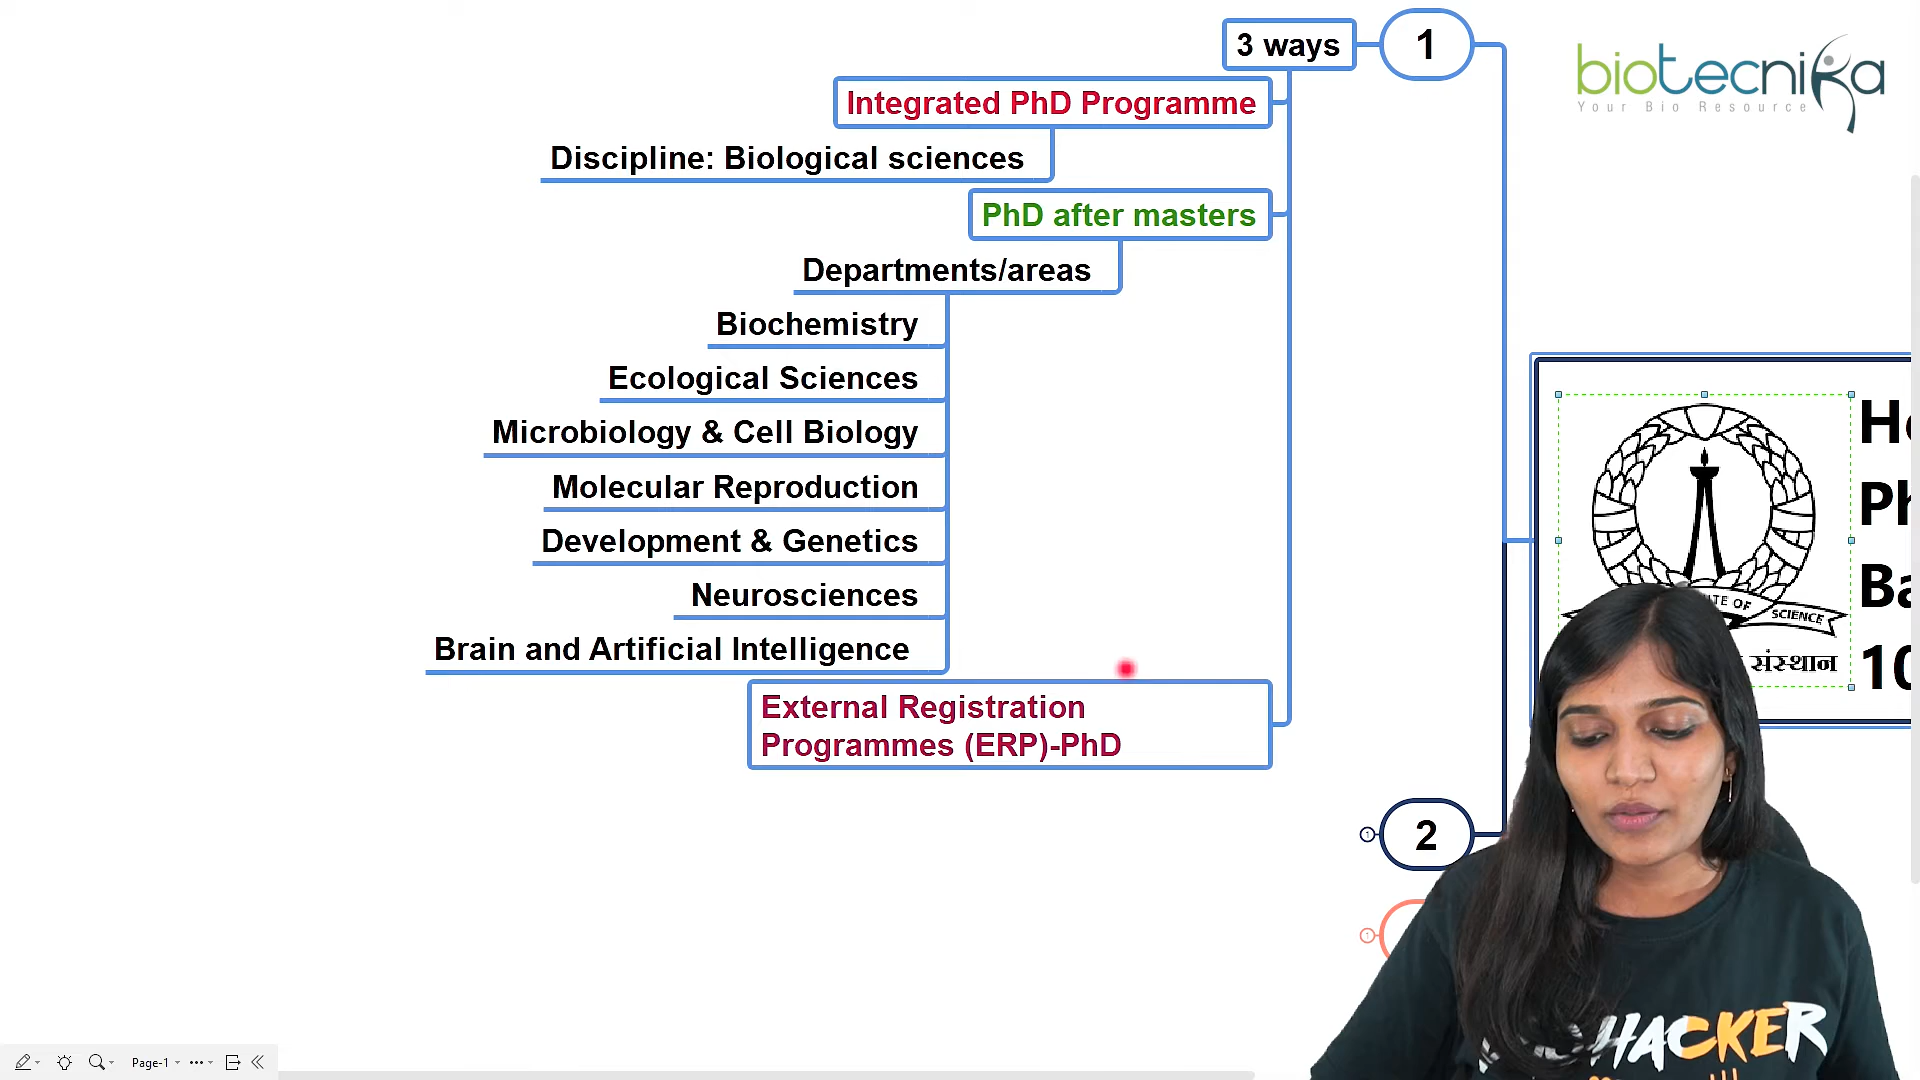 3 ways
1
biotecnika
Your Bio Resource
Integrated PhD Programme
Discipline: Biological sciences
PhD after masters
Departments/areas
Biochemistry
Ecological Sciences
Microbiology & Cell Biology
Molecular Reproduction
Development & Genetics
Neurosciences
Brain and Artificial Intelligence
External Registration
Programmes (ERP)-PhD
2
SCIENCE
संस्थान
10
HACKER
Page-1